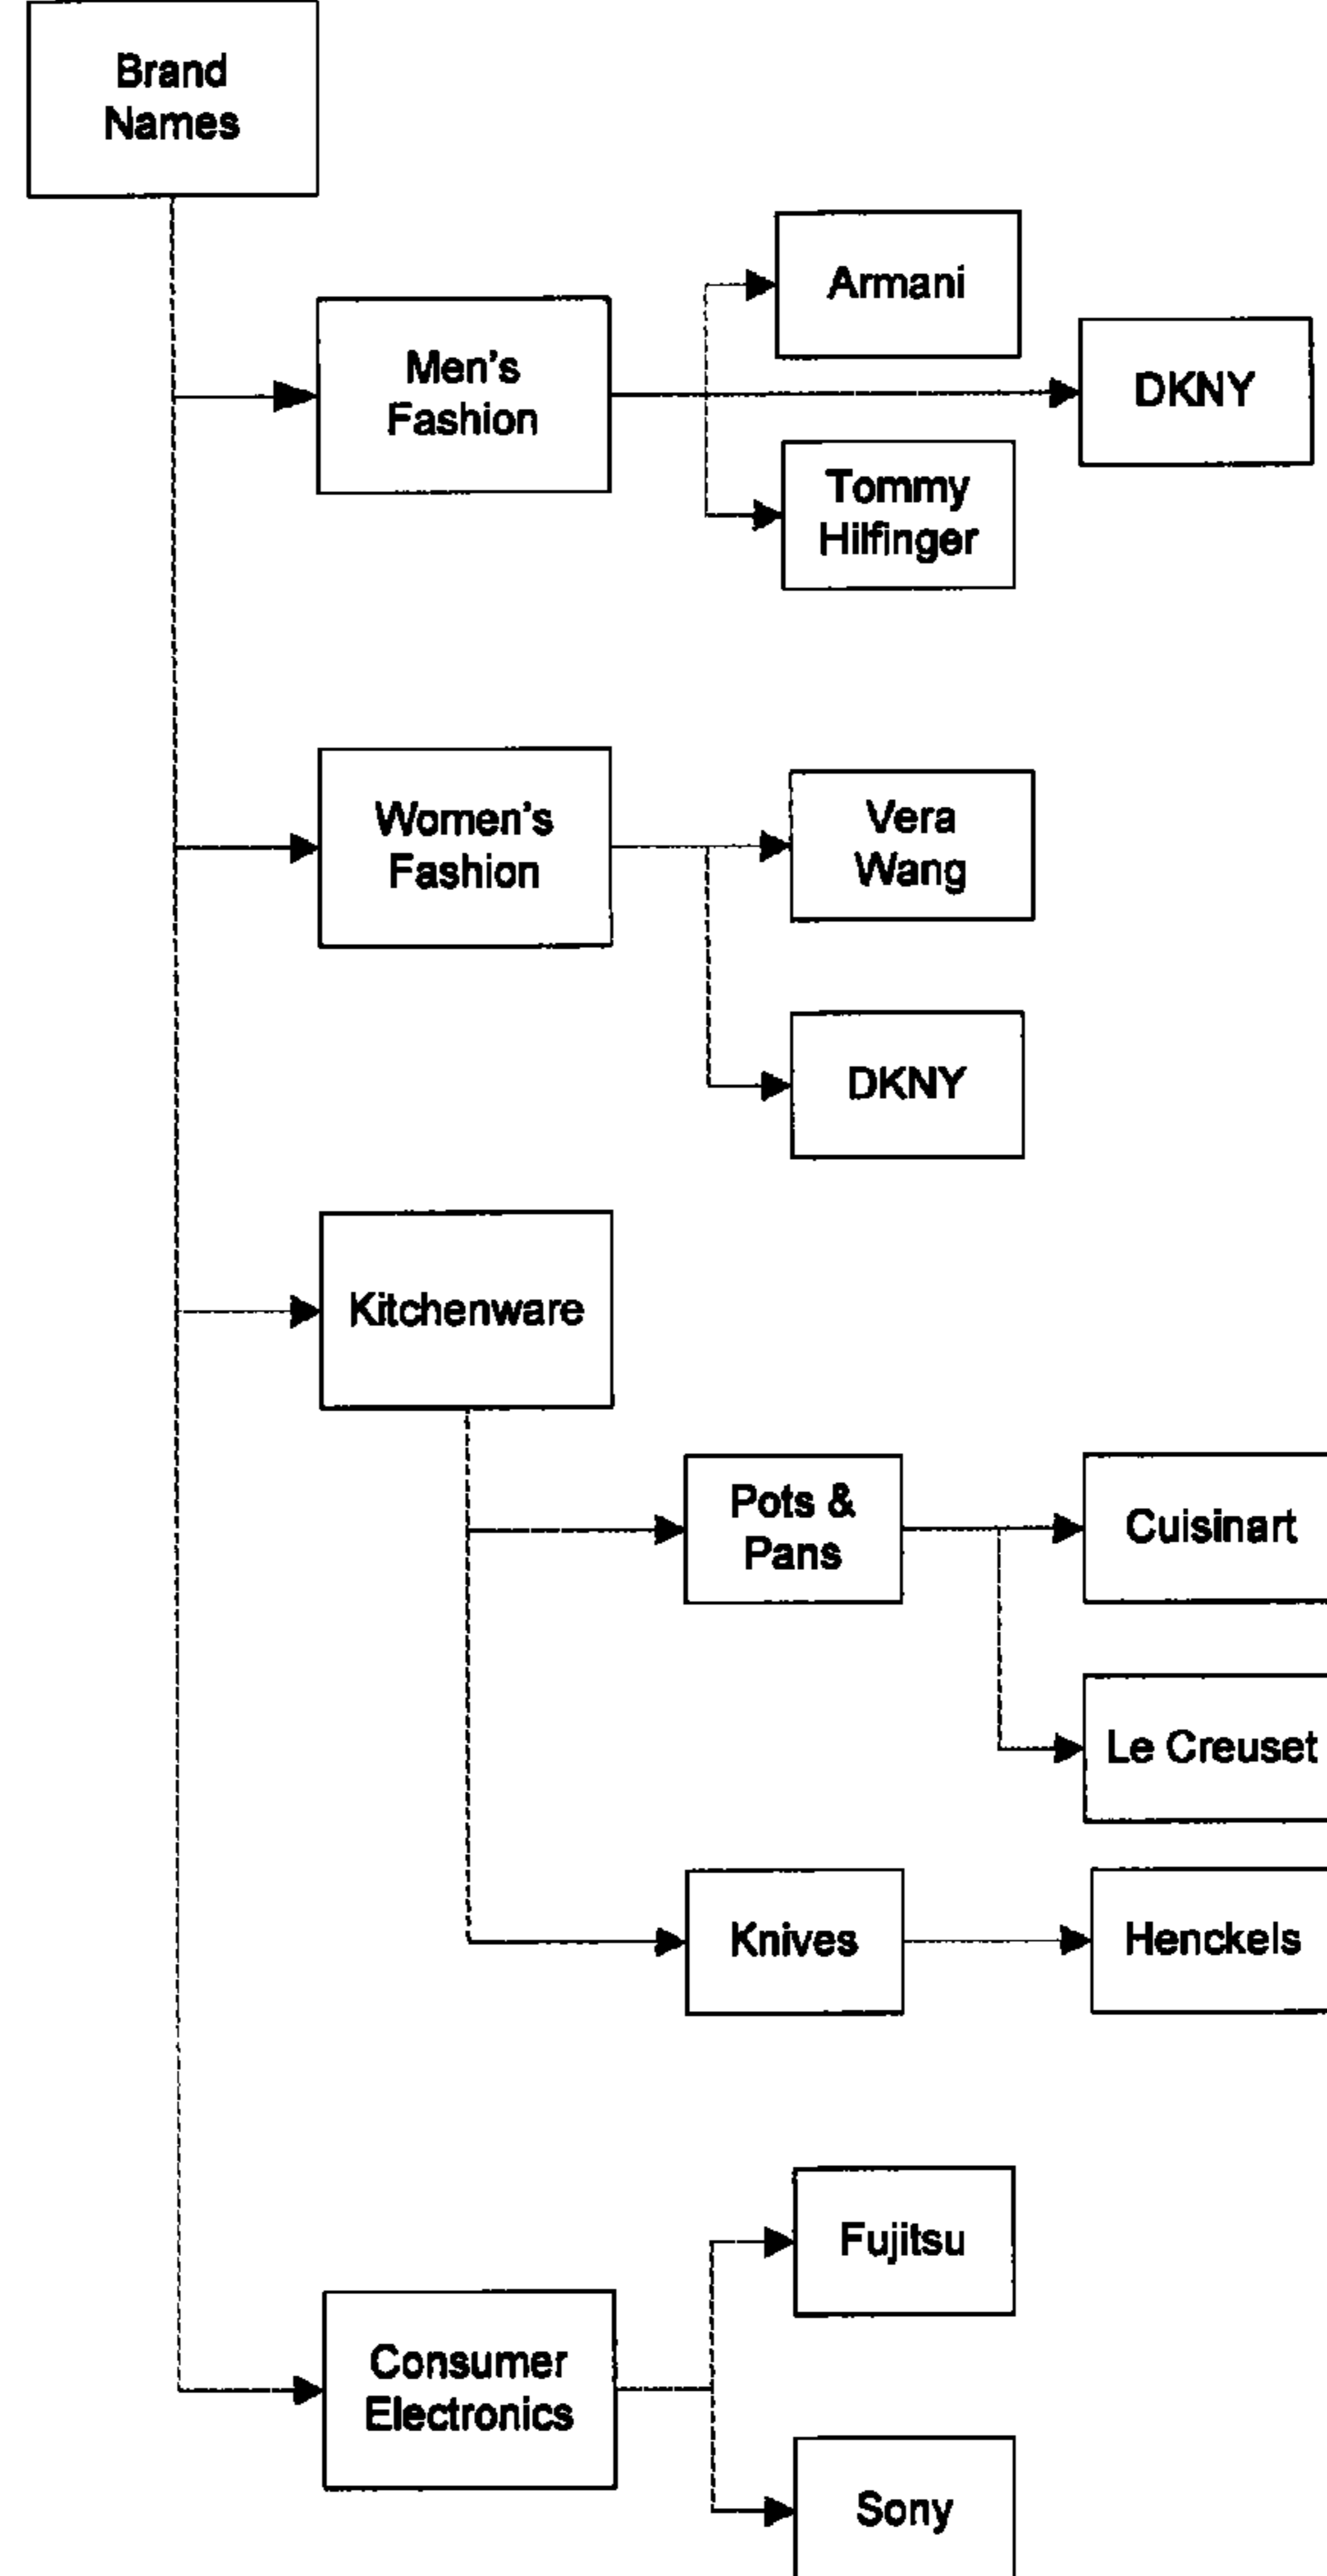 Brand
Names
Armani
Men's
Fashion
DKNY
Tommy
Hilfinger
Women's
Fashion
Vera
Wang
DKNY
Kitchenware
Pots &
Pans
Cuisinart
Le Creuset
Knives
Henckels
Fujitsu
Consumer
Electronics
Sony